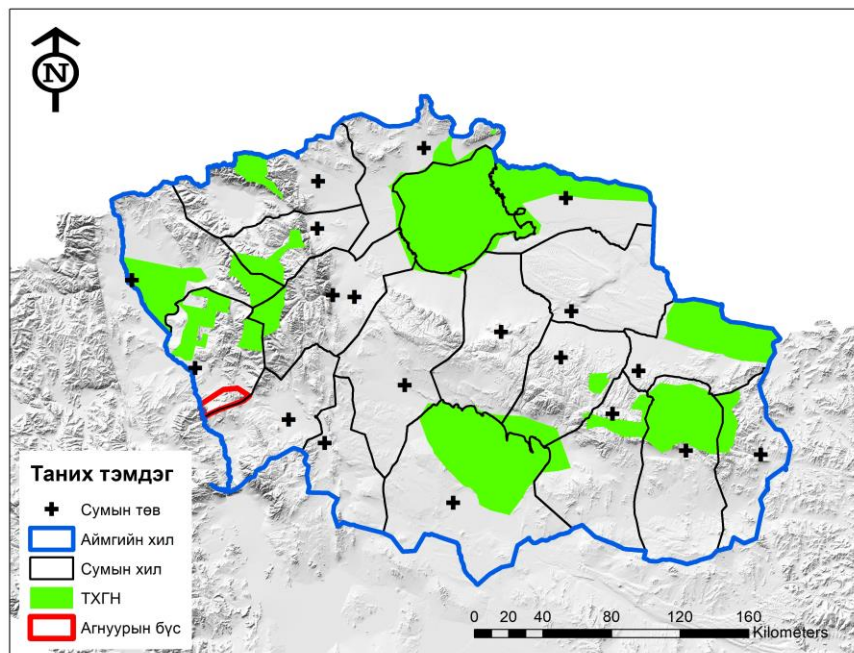 N
Таних тэмдэг
Сумын төв
Аймгийн хил
Сумын хил
ТХГН
Агнуурын бүс
0 20 40 80 120 160
Kilometers